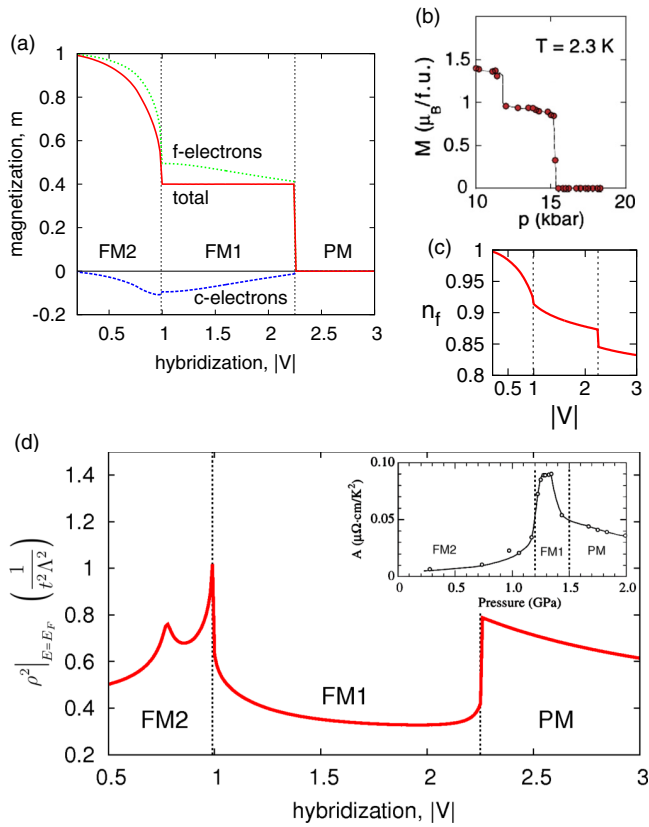 (a)
magnetization, m
1
0.8
0.6
0.4
0.2
0
-0.2
f-electrons
total
FM2 FM1 PM
c-electrons
0.5 1 1.5 2 2.5 3
hybridization, |V|
(b)
T = 2.3 K
M (μB/f.u.)
1.5
1
0.5
0
10 15 20
p (kbar)
(c)
nf
1
0.95
0.9
0.85
0.8
0.5 1 2 3
|V|
(d)
ρ²|E=EF (1/t²Λ²)
1.4
1.2
1
0.8
0.6
0.4
0.2
FM2 FM1 PM
0.5 1 1.5 2 2.5 3
hybridization, |V|
A (μΩ·cm/K²)
0.10
0.05
0
FM2 FM1 PM
0 1.0 2.0
Pressure (GPa)